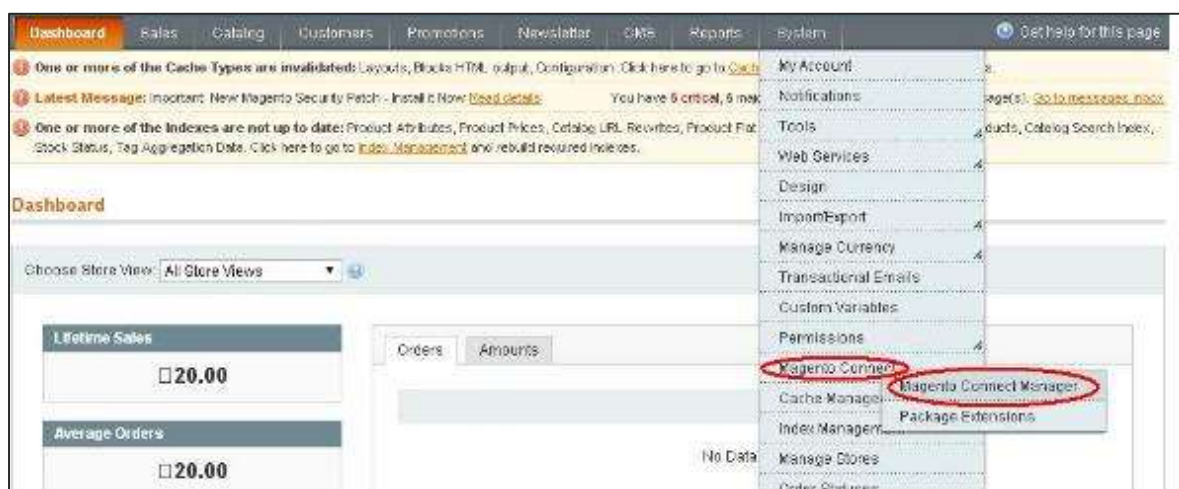 Dashboard Sales Catalog Customers Promotions Newsletter CMS Reports System Get help for this page
One or more of the Cache Types are invalidated: Layouts, Blocks HTML output, Configuration. Click here to go to Cach
My Account
Latest Message: Important: New Magento Security Patch - Install it Now Read details You have 5 critical, 6 maj
Notifications
age(s). Go to messages inbox
One or more of the Indexes are not up to date: Product Attributes, Product Prices, Catalog URL Rewrites, Product Flat
Tools
ducts, Catalog Search Index,
Stock Status, Tag Aggregation Data. Click here to go to Index Management and rebuild required indexes.
Web Services
Design
Dashboard
Import/Export
Manage Currency
Choose Store View: All Store Views
Transactional Emails
Custom Variables
Lifetime Sales
Permissions
Orders Amounts
□20.00
Magento Connect
Magento Connect Manager
Cache Manage
Package Extensions
Average Orders
Index Managem
No Data
Manage Stores
□20.00
Order Statuses